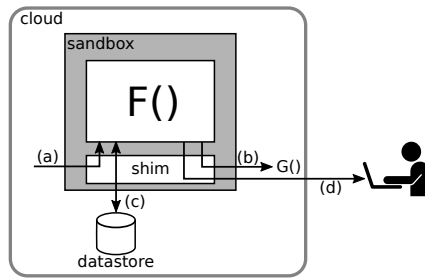 cloud
sandbox
F()
(a)
shim
(b)
G()
(c)
(d)
datastore